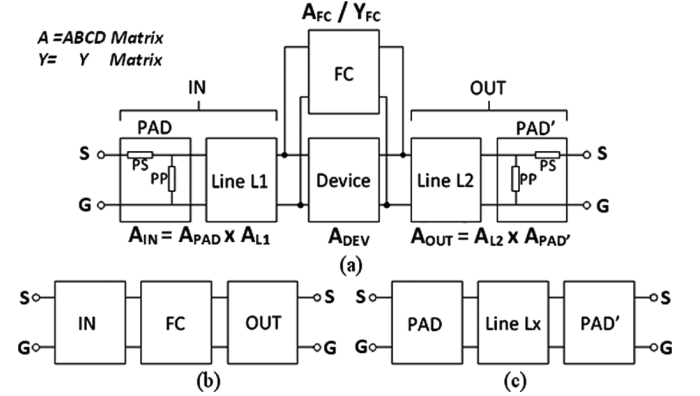 A_FC / Y_FC
A =ABCD Matrix
Y= Y Matrix
FC
IN
OUT
PAD
PAD'
S
PS
PP
Line L1
Device
Line L2
PP
PS
S
G
G
A_IN = A_PAD x A_L1
A_DEV
A_OUT = A_L2 x A_PAD'
(a)
S
IN
FC
OUT
S
G
G
(b)
S
PAD
Line Lx
PAD'
S
G
G
(c)